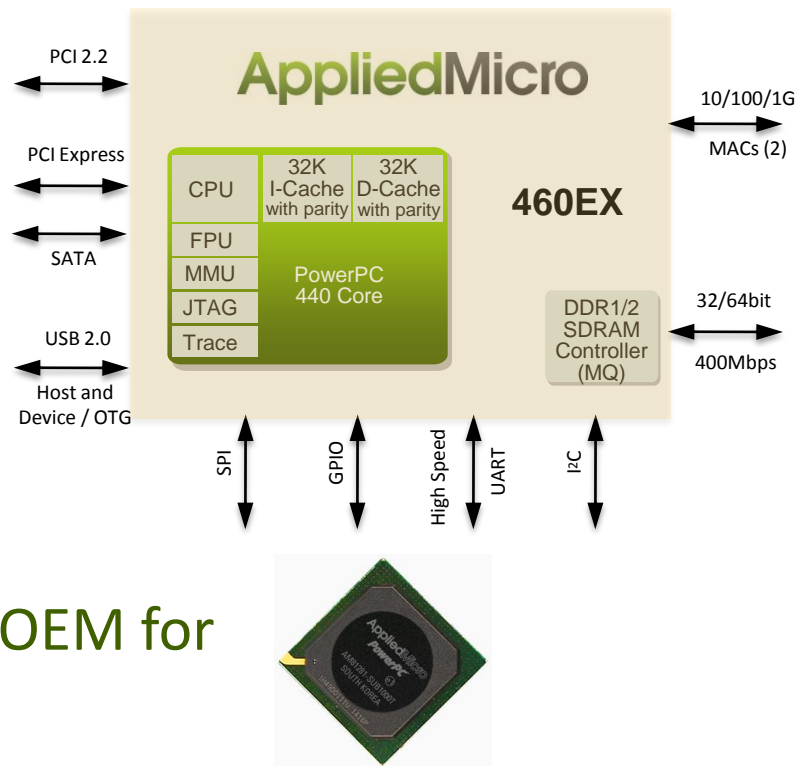 PCI 2.2
AppliedMicro
10/100/1G
MACs (2)
PCI Express
CPU
32K
I-Cache
with parity
32K
D-Cache
with parity
460EX
SATA
FPU
MMU
JTAG
Trace
PowerPC
440 Core
DDR1/2
SDRAM
Controller
(MQ)
32/64bit
400Mbps
USB 2.0
Host and
Device / OTG
SPI
GPIO
High Speed
UART
I2C
OEM for
AppliedMicro
PowerPC
SOUTH KOREA